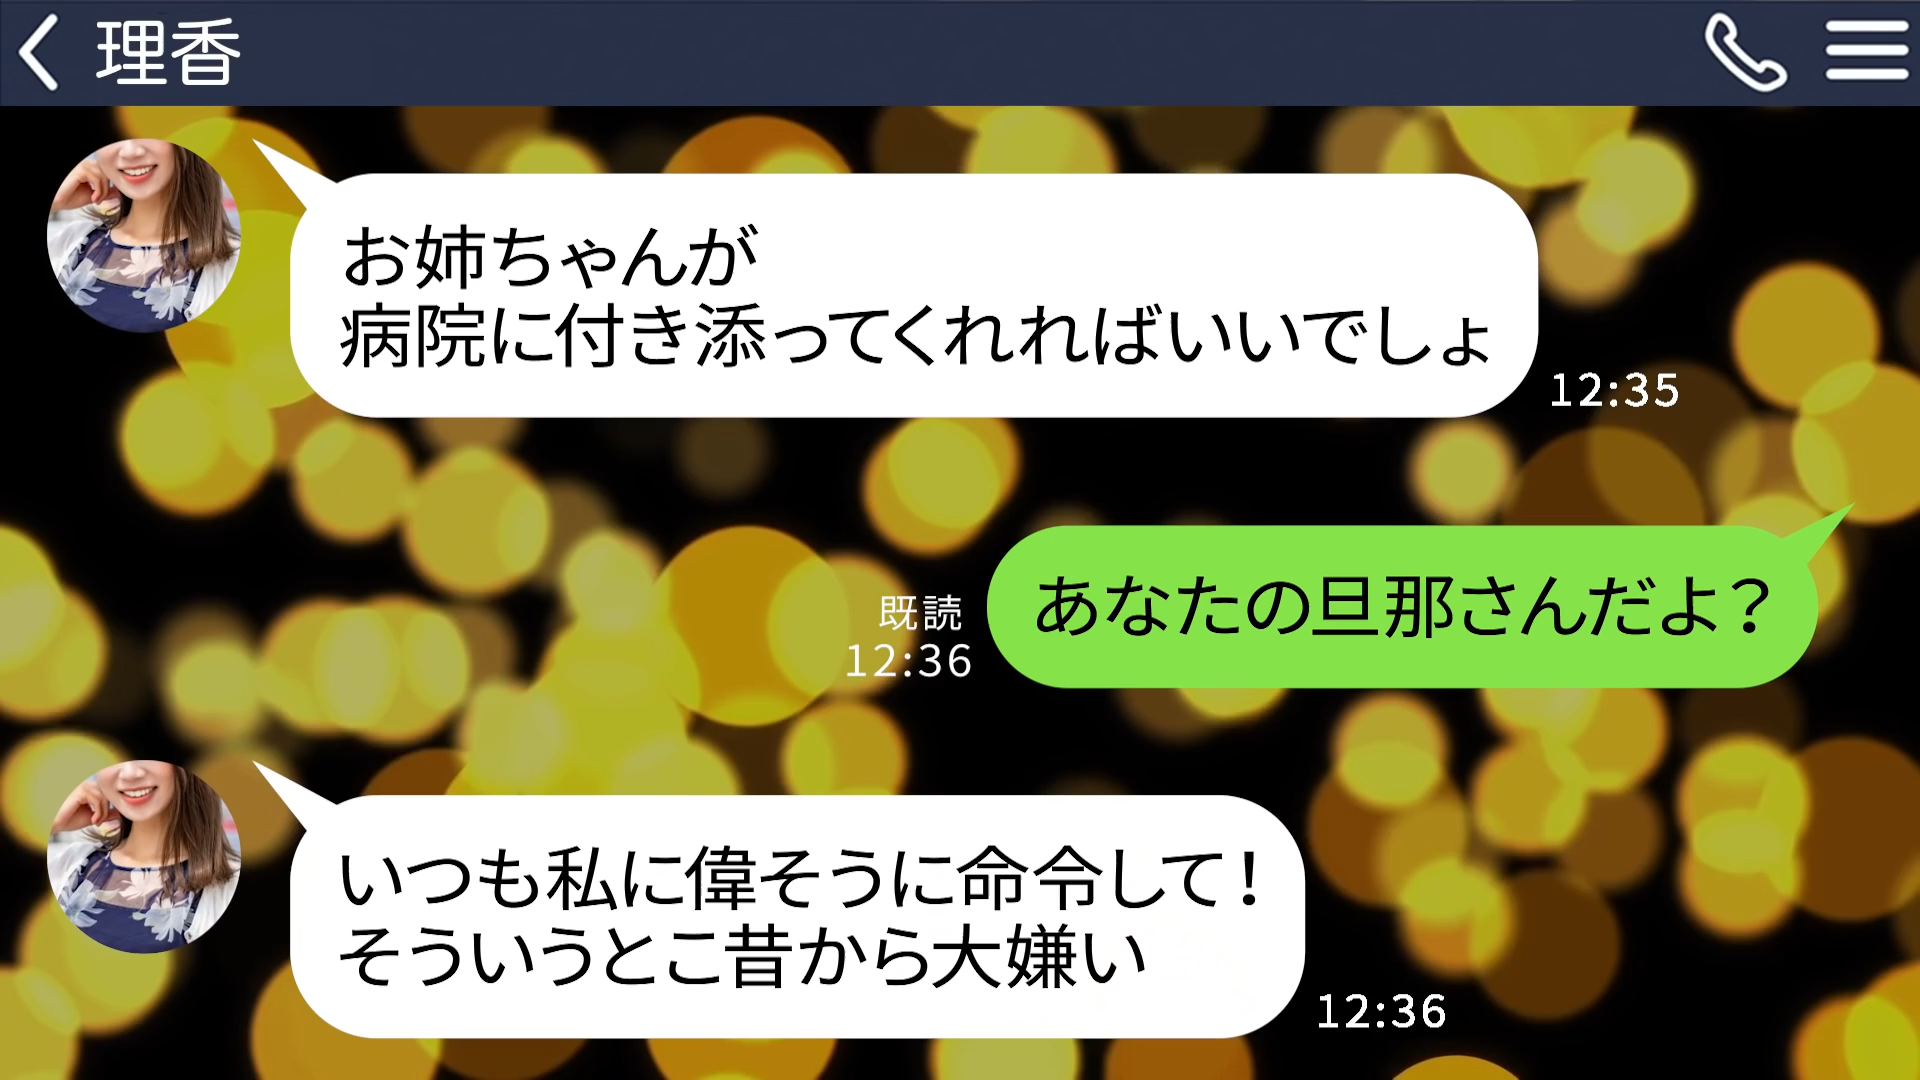 理香
お姉ちゃんが
病院に付き添ってくれればいいでしょ
12:35
あなたの旦那さんだよ？
既読
12:36
いつも私に偉そうに命令して！
そういうとこ昔から大嫌い
12:36